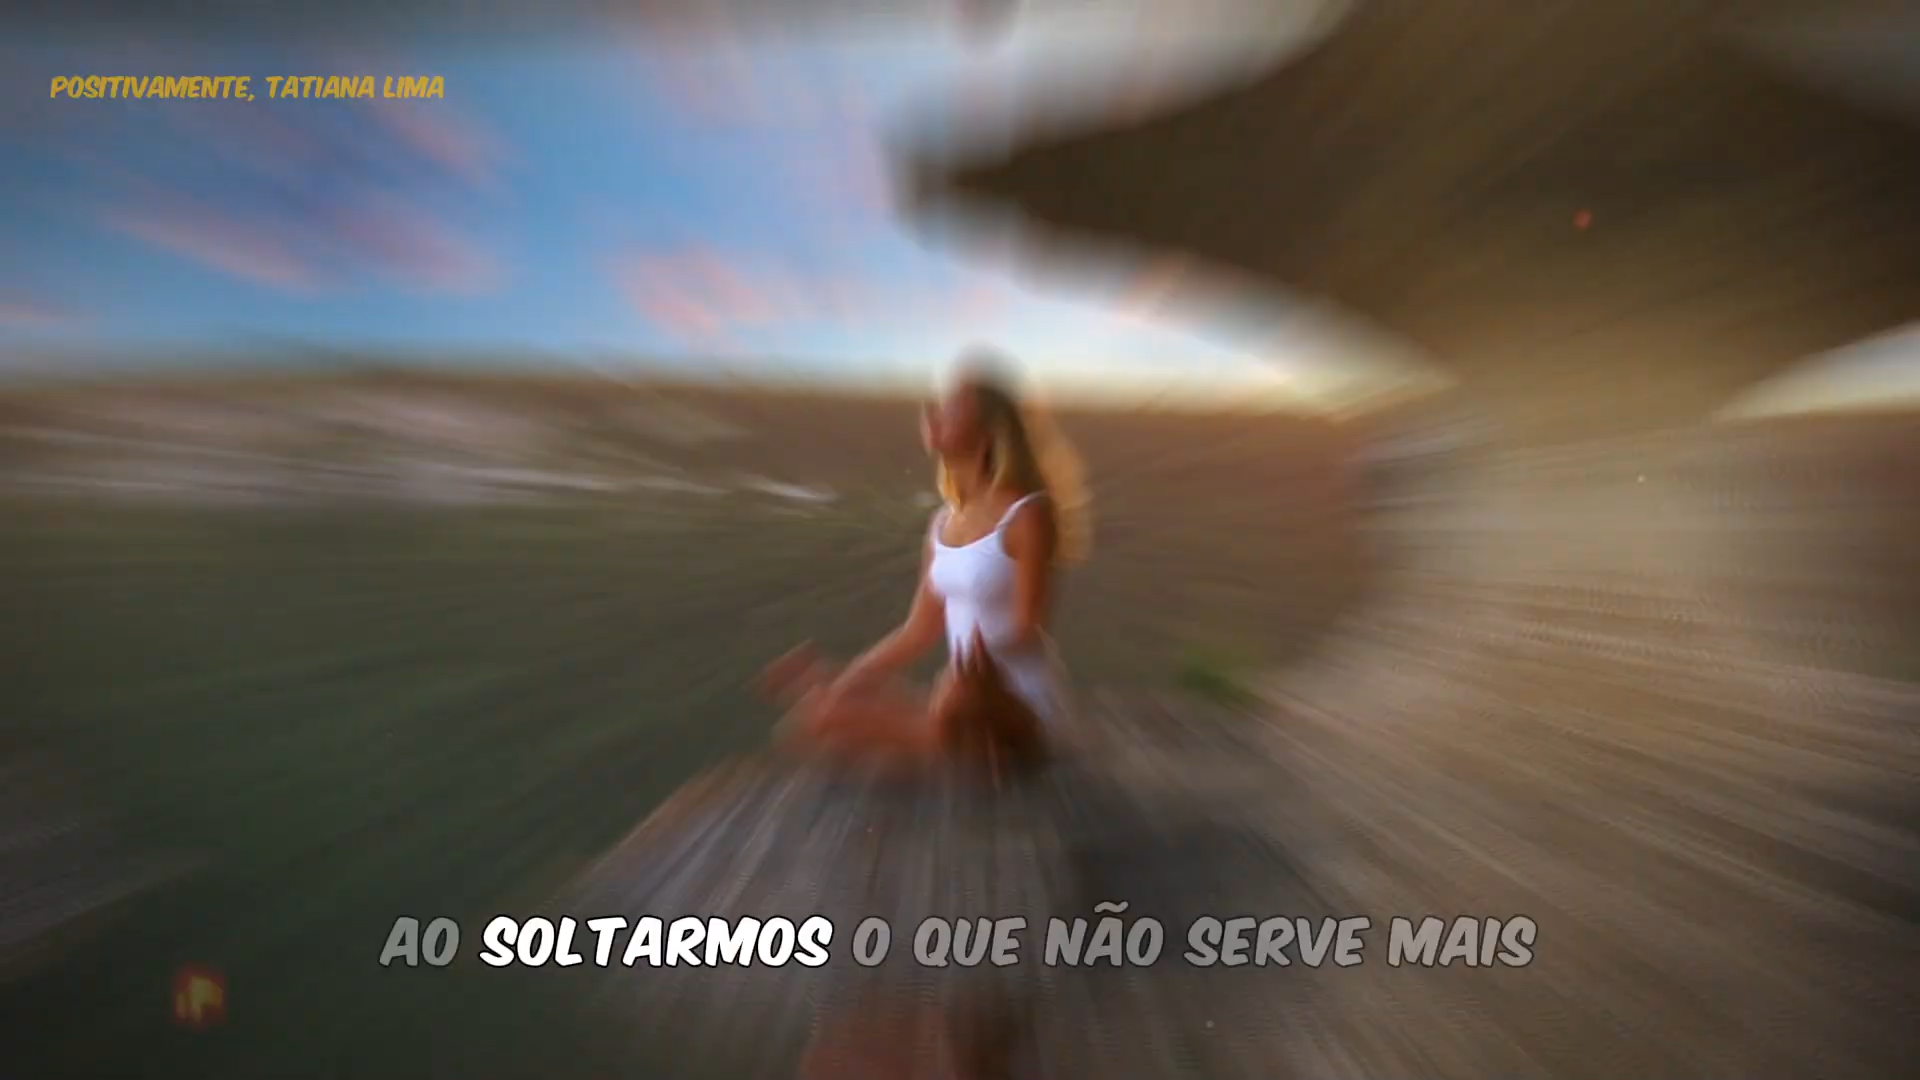 POSITIVAMENTE, TATIANA LIMA
AO SOLTARMOS O QUE NÃO SERVE MAIS